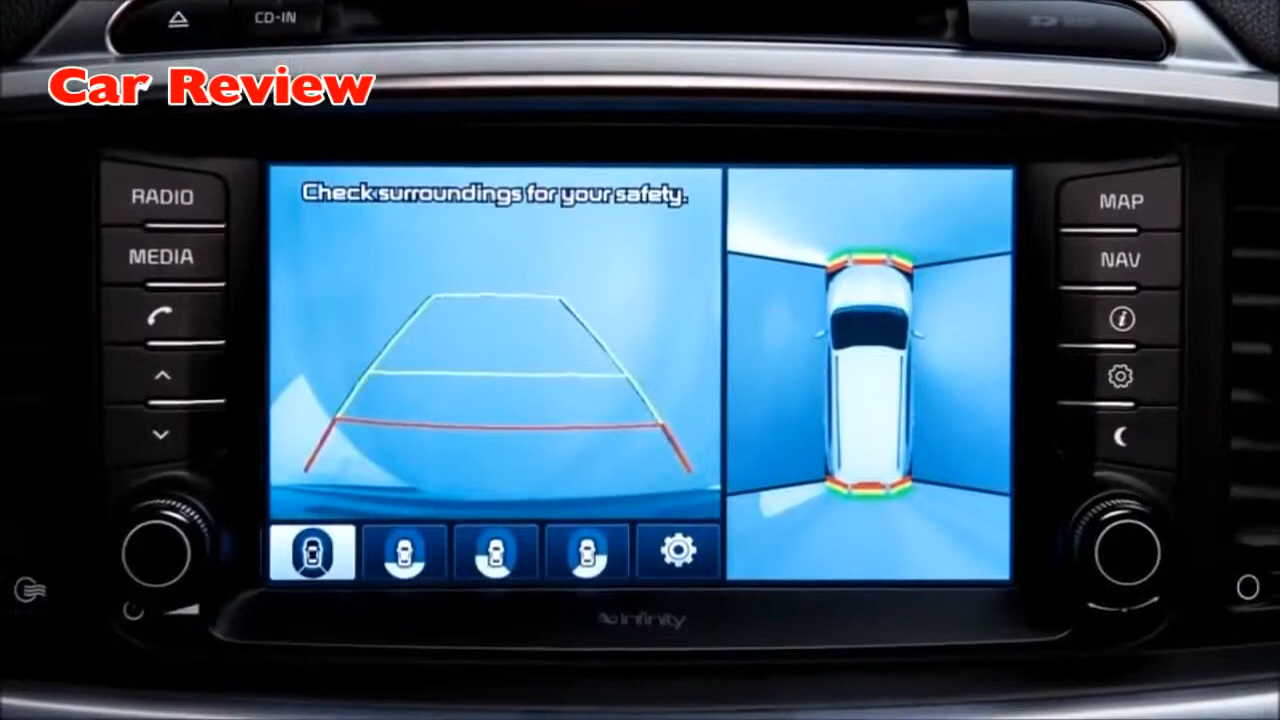 CD-IN
Car Review
RADIO
MEDIA
Check surroundings for your safety.
MAP
NAV
infinity